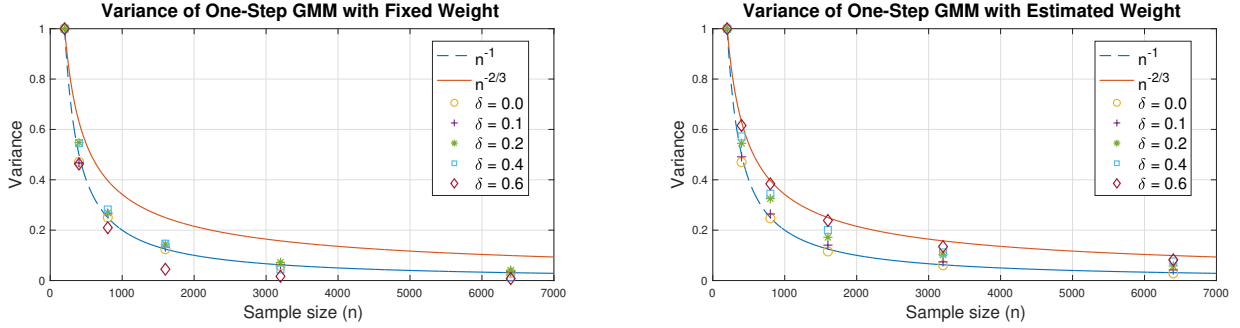 Variance of One-Step GMM with Fixed Weight
1
0.8
0.6
0.4
0.2
0
Variance
n^{-1}
n^{-2/3}
δ = 0.0
δ = 0.1
δ = 0.2
δ = 0.4
δ = 0.6
0 1000 2000 3000 4000 5000 6000 7000
Sample size (n)
Variance of One-Step GMM with Estimated Weight
1
0.8
0.6
0.4
0.2
0
Variance
n^{-1}
n^{-2/3}
δ = 0.0
δ = 0.1
δ = 0.2
δ = 0.4
δ = 0.6
0 1000 2000 3000 4000 5000 6000 7000
Sample size (n)